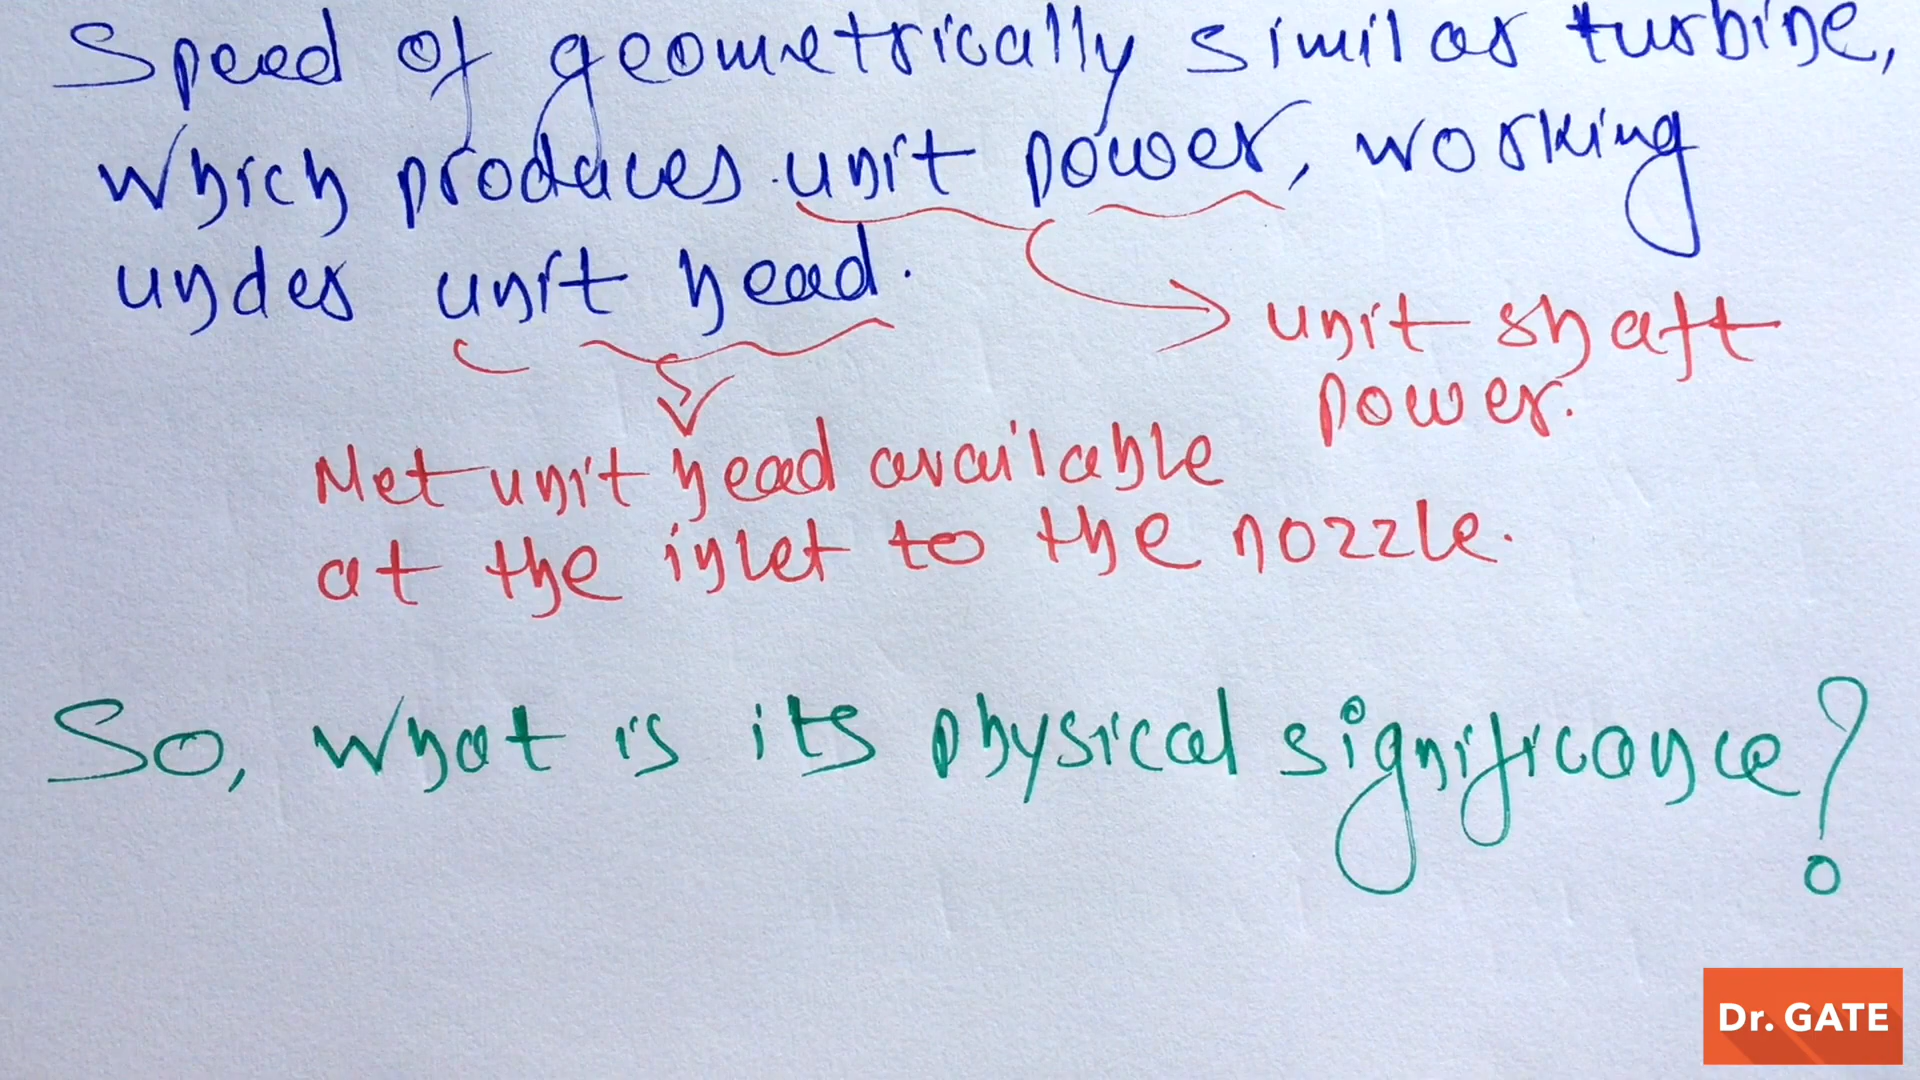 Speed of geometrically similar turbine,
which produces unit power, working
under unit head.
unit shaft
power.
Net unit head available
at the inlet to the nozzle.
So, what is its physical significance?
Dr. GATE